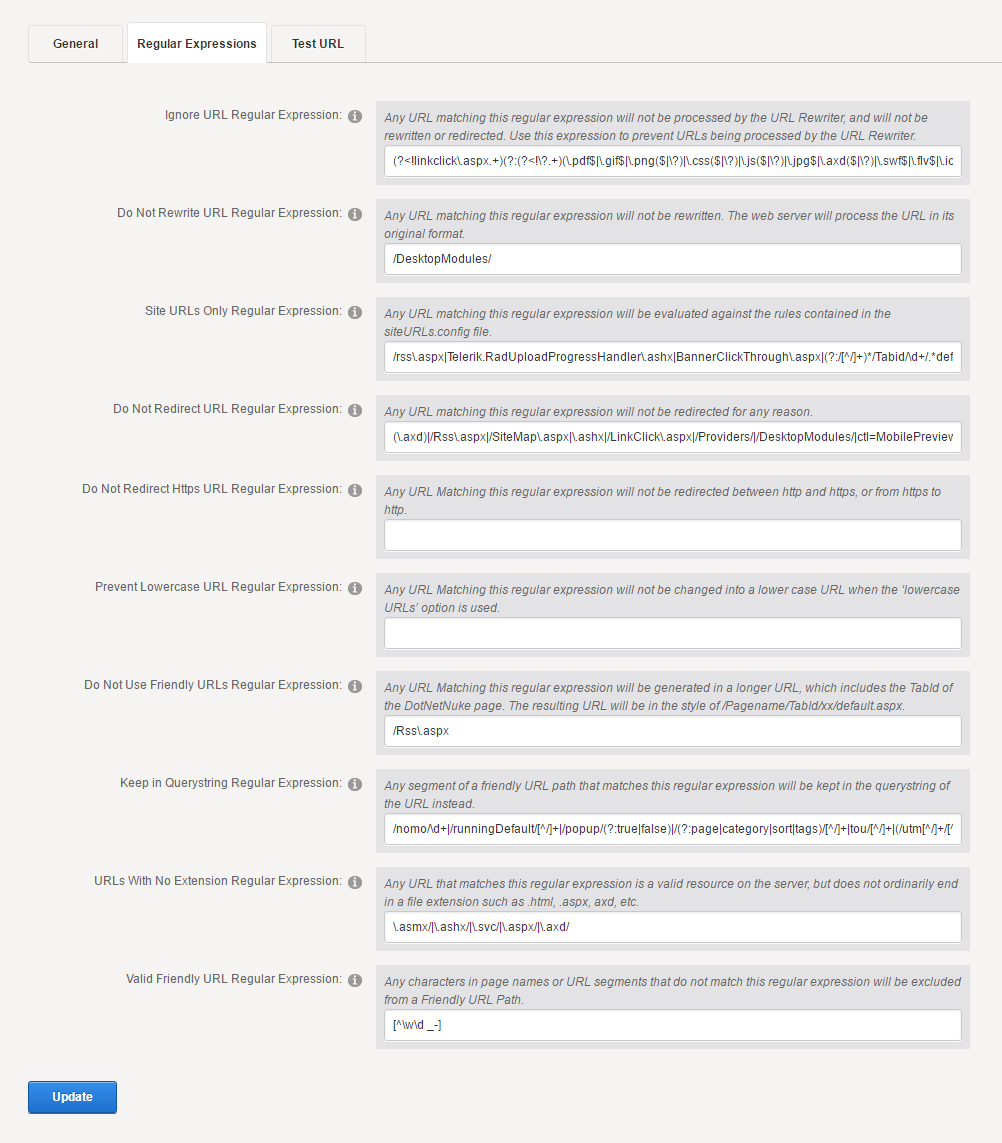 General
Regular Expressions
Test URL
Ignore URL Regular Expression:
Any URL matching this regular expression will not be processed by the URL Rewriter, and will not be
rewritten or redirected. Use this expression to prevent URLs being processed by the URL Rewriter.
(?<!linkclick\.aspx.+)(?:(?<!\?.+)(\.pdf$|\.gif$|\.png($|\?)|\.css($|\?)|\.js($|\?)|\.jpg$|\.axd($|\?)|\.swf$|\.flv$|\.ic
Do Not Rewrite URL Regular Expression:
Any URL matching this regular expression will not be rewritten. The web server will process the URL in its
original format.
/DesktopModules/
Site URLs Only Regular Expression:
Any URL matching this regular expression will be evaluated against the rules contained in the
siteURLs.config file.
/rss\.aspx|Telerik.RadUploadProgressHandler\.ashx|BannerClickThrough\.aspx|(?:/[^/]+)*/Tabid/\d+/.*def
Do Not Redirect URL Regular Expression:
Any URL matching this regular expression will not be redirected for any reason.
(\.axd)|/Rss\.aspx|/SiteMap\.aspx|\.ashx|/LinkClick\.aspx|/Providers/|/DesktopModules/|ctl=MobilePreview
Do Not Redirect Https URL Regular Expression:
Any URL Matching this regular expression will not be redirected between http and https, or from https to
http.
Prevent Lowercase URL Regular Expression:
Any URL Matching this regular expression will not be changed into a lower case URL when the ‘lowercase
URLs’ option is used.
Do Not Use Friendly URLs Regular Expression:
Any URL Matching this regular expression will be generated in a longer URL, which includes the TabId of
the DotNetNuke page. The resulting URL will be in the style of /Pagename/TabId/xx/default.aspx.
/Rss\.aspx
Keep in Querystring Regular Expression:
Any segment of a friendly URL path that matches this regular expression will be kept in the querystring of
the URL instead.
/nomo/\d+|/runningDefault/[^/]+|/popup/(?:true|false)|/(?:page|category|sort|tags)/[^/]+|tou/[^/]+|(/utm[^/]+/[^
URLs With No Extension Regular Expression:
Any URL that matches this regular expression is a valid resource on the server, but does not ordinarily end
in a file extension such as .html, .aspx, axd, etc.
\.asmx/|\.ashx/|\.svc/|\.aspx/|\.axd/
Valid Friendly URL Regular Expression:
Any characters in page names or URL segments that do not match this regular expression will be excluded
from a Friendly URL Path.
[^\w\d _-]
Update